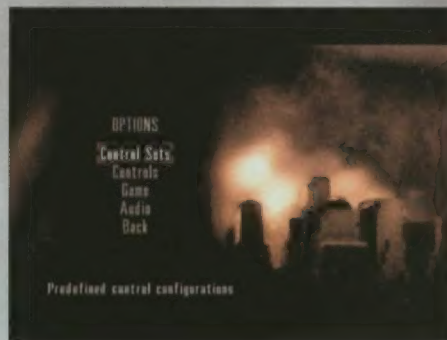 OPTIONS
Control Sets
Controls
Game
Audio
Back
Predefined control configurations